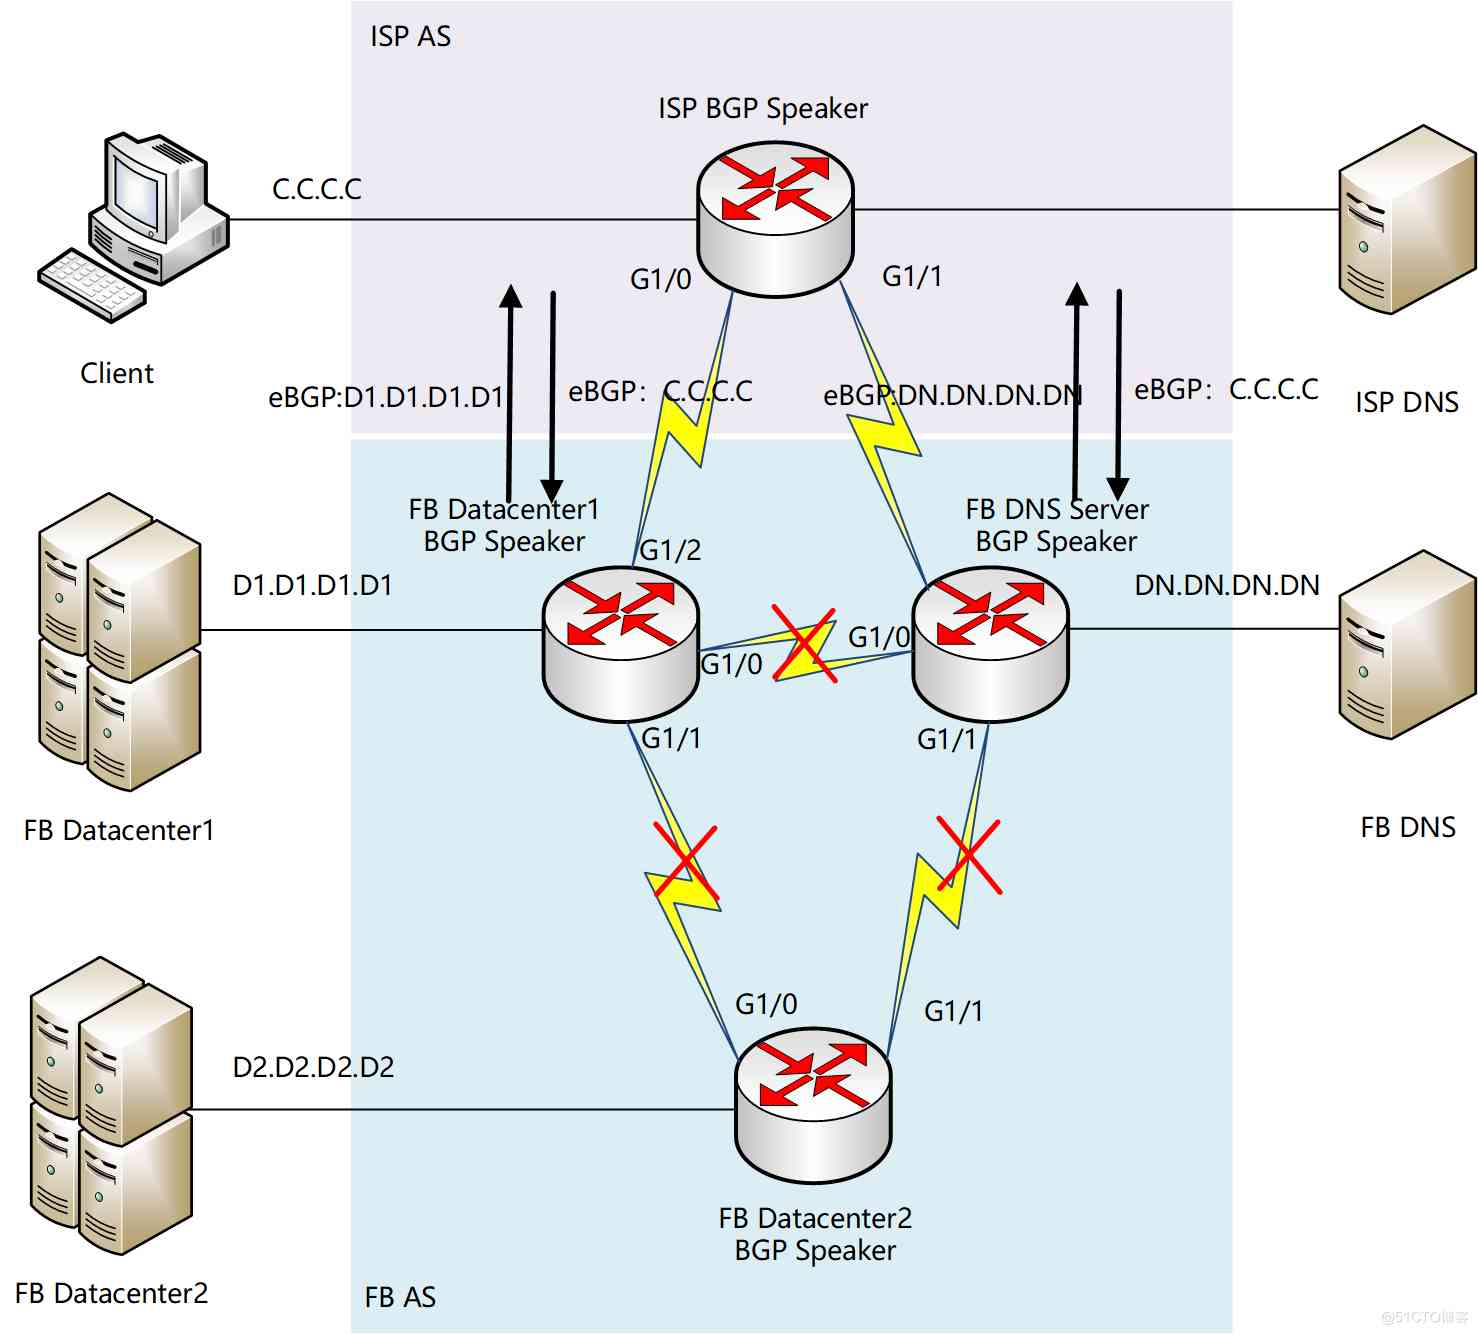 ISP AS
ISP BGP Speaker
C.C.C.C
G1/0
G1/1
Client
eBGP:D1.D1.D1.D1
eBGP：C.C.C.C
eBGP:DN.DN.DN.DN
eBGP：C.C.C.C
ISP DNS
FB Datacenter1
BGP Speaker
FB DNS Server
BGP Speaker
G1/2
D1.D1.D1.D1
DN.DN.DN.DN
G1/0
G1/0
G1/1
G1/1
FB Datacenter1
FB DNS
G1/0
G1/1
D2.D2.D2.D2
FB Datacenter2
BGP Speaker
FB Datacenter2
FB AS
@51CTO博客